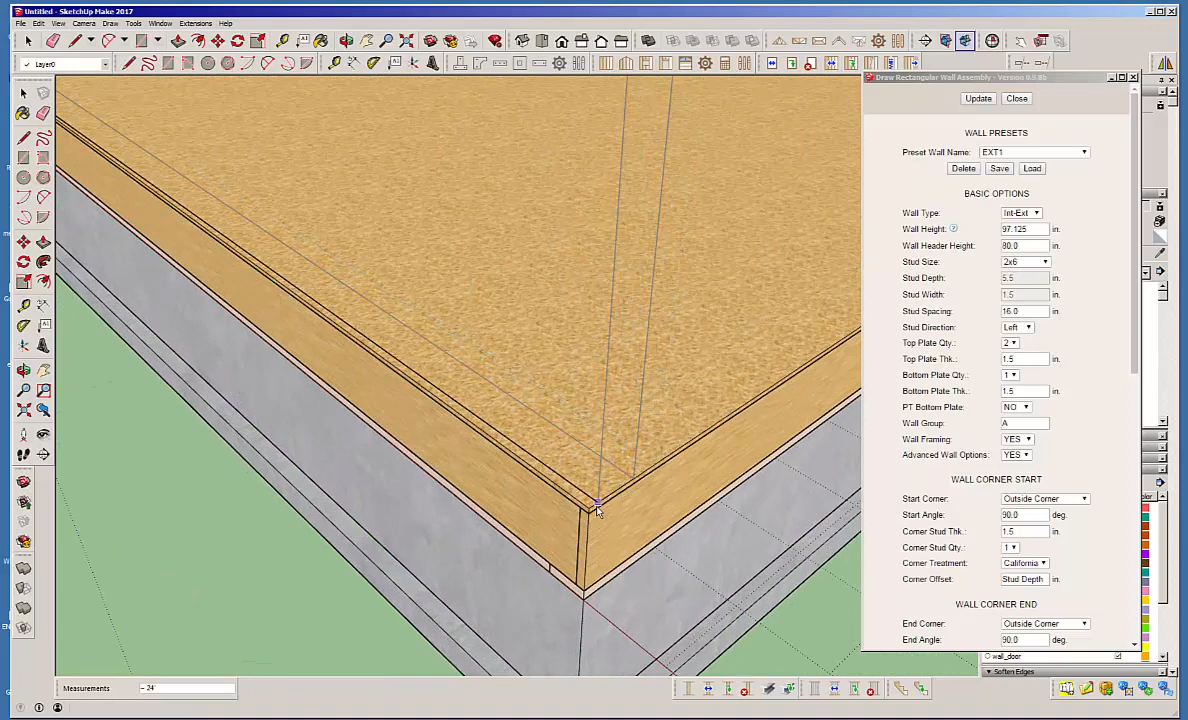 Untitled - SketchUp Make 2017
File Edit View Camera Draw Tools Window Extensions Help
Layer0
Draw Rectangular Wall Assembly - Version 0.9.8b
Update Close
WALL PRESETS
Preset Wall Name: EXT1
Delete Save Load
BASIC OPTIONS
Wall Type: Int-Ext
Wall Height: ? 97.125 in.
Wall Header Height: 80.0 in.
Stud Size: 2x6
Stud Depth: 5.5 in.
Stud Width: 1.5 in.
Stud Spacing: 16.0 in.
Stud Direction: Left
Top Plate Qty.: 2
Top Plate Thk.: 1.5 in.
Bottom Plate Qty.: 1
Bottom Plate Thk.: 1.5 in.
PT Bottom Plate: NO
Wall Group: A
Wall Framing: YES
Advanced Wall Options: YES
WALL CORNER START
Start Corner: Outside Corner
Start Angle: 90.0 deg.
Corner Stud Thk.: 1.5 in.
Corner Stud Qty.: 1
Corner Treatment: California
Corner Offset: Stud Depth in.
WALL CORNER END
End Corner: Outside Corner
End Angle: 90.0 deg.
wall_door
Soften Edges
Measurements ~ 24'